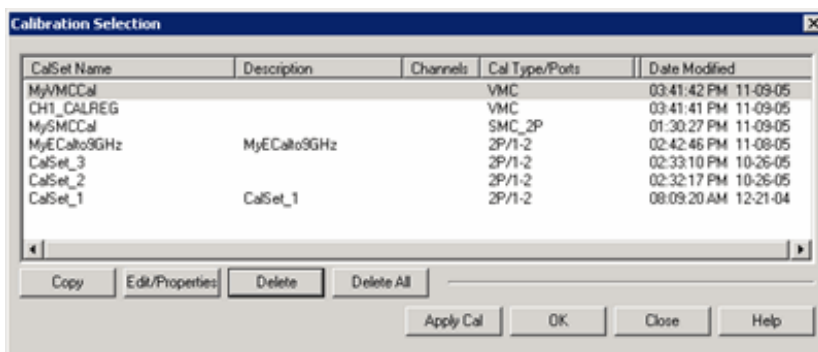 Calibration Selection
CalSet Name Description Channels Cal Type/Ports Date Modified
MyVMCCal VMC 03:41:42 PM 11-09-05
CH1_CALREG VMC 03:41:41 PM 11-09-05
MySMCCal SMC_2P 01:30:27 PM 11-09-05
MyECalto9GHz MyECalto9GHz 2P/1-2 02:42:46 PM 11-08-05
CalSet_3 2P/1-2 02:33:10 PM 10-26-05
CalSet_2 2P/1-2 02:32:17 PM 10-26-05
CalSet_1 CalSet_1 2P/1-2 08:09:20 AM 12-21-04
Copy Edit/Properties Delete Delete All
Apply Cal OK Close Help